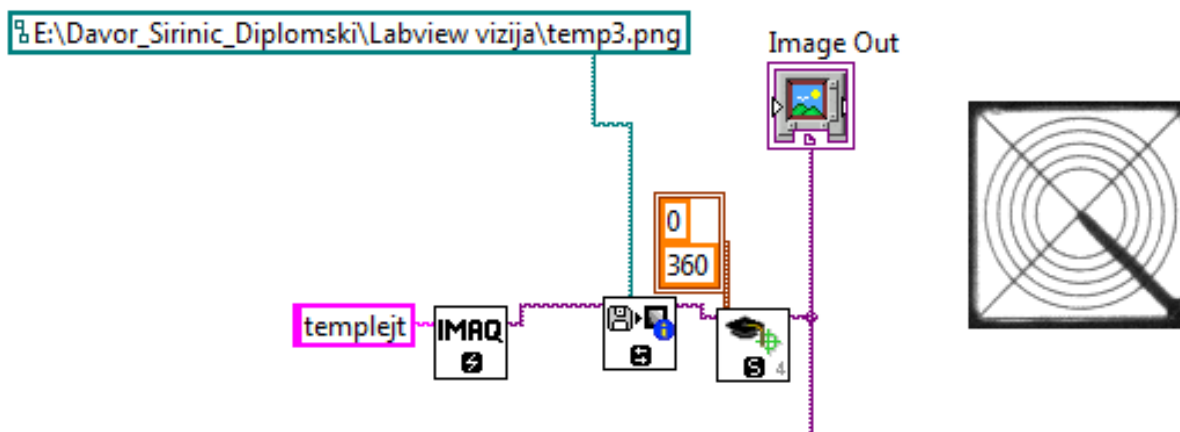 E:\Davor_Sirinic_Diplomski\Labview vizija\temp3.png
Image Out
0
360
templejt
IMAQ
4